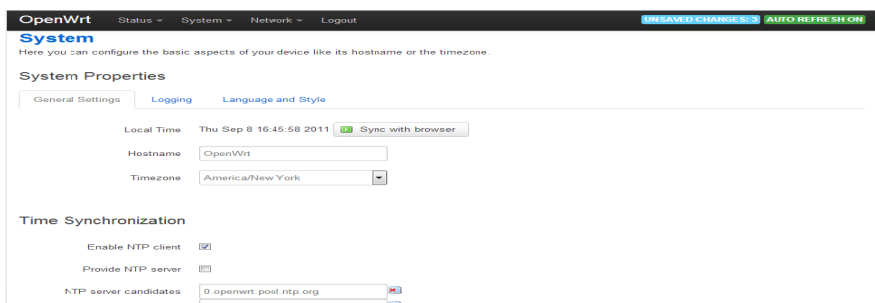 OpenWrt Status System Network Logout UNSAVED CHANGES: 3 AUTO REFRESH ON
System
Here you can configure the basic aspects of your device like its hostname or the timezone.
System Properties
General Settings Logging Language and Style
Local Time Thu Sep 8 16:45:58 2011 Sync with browser
Hostname OpenWrt
Timezone America/New York
Time Synchronization
Enable NTP client
Provide NTP server
NTP server candidates 0.openwrt.pool.ntp.org